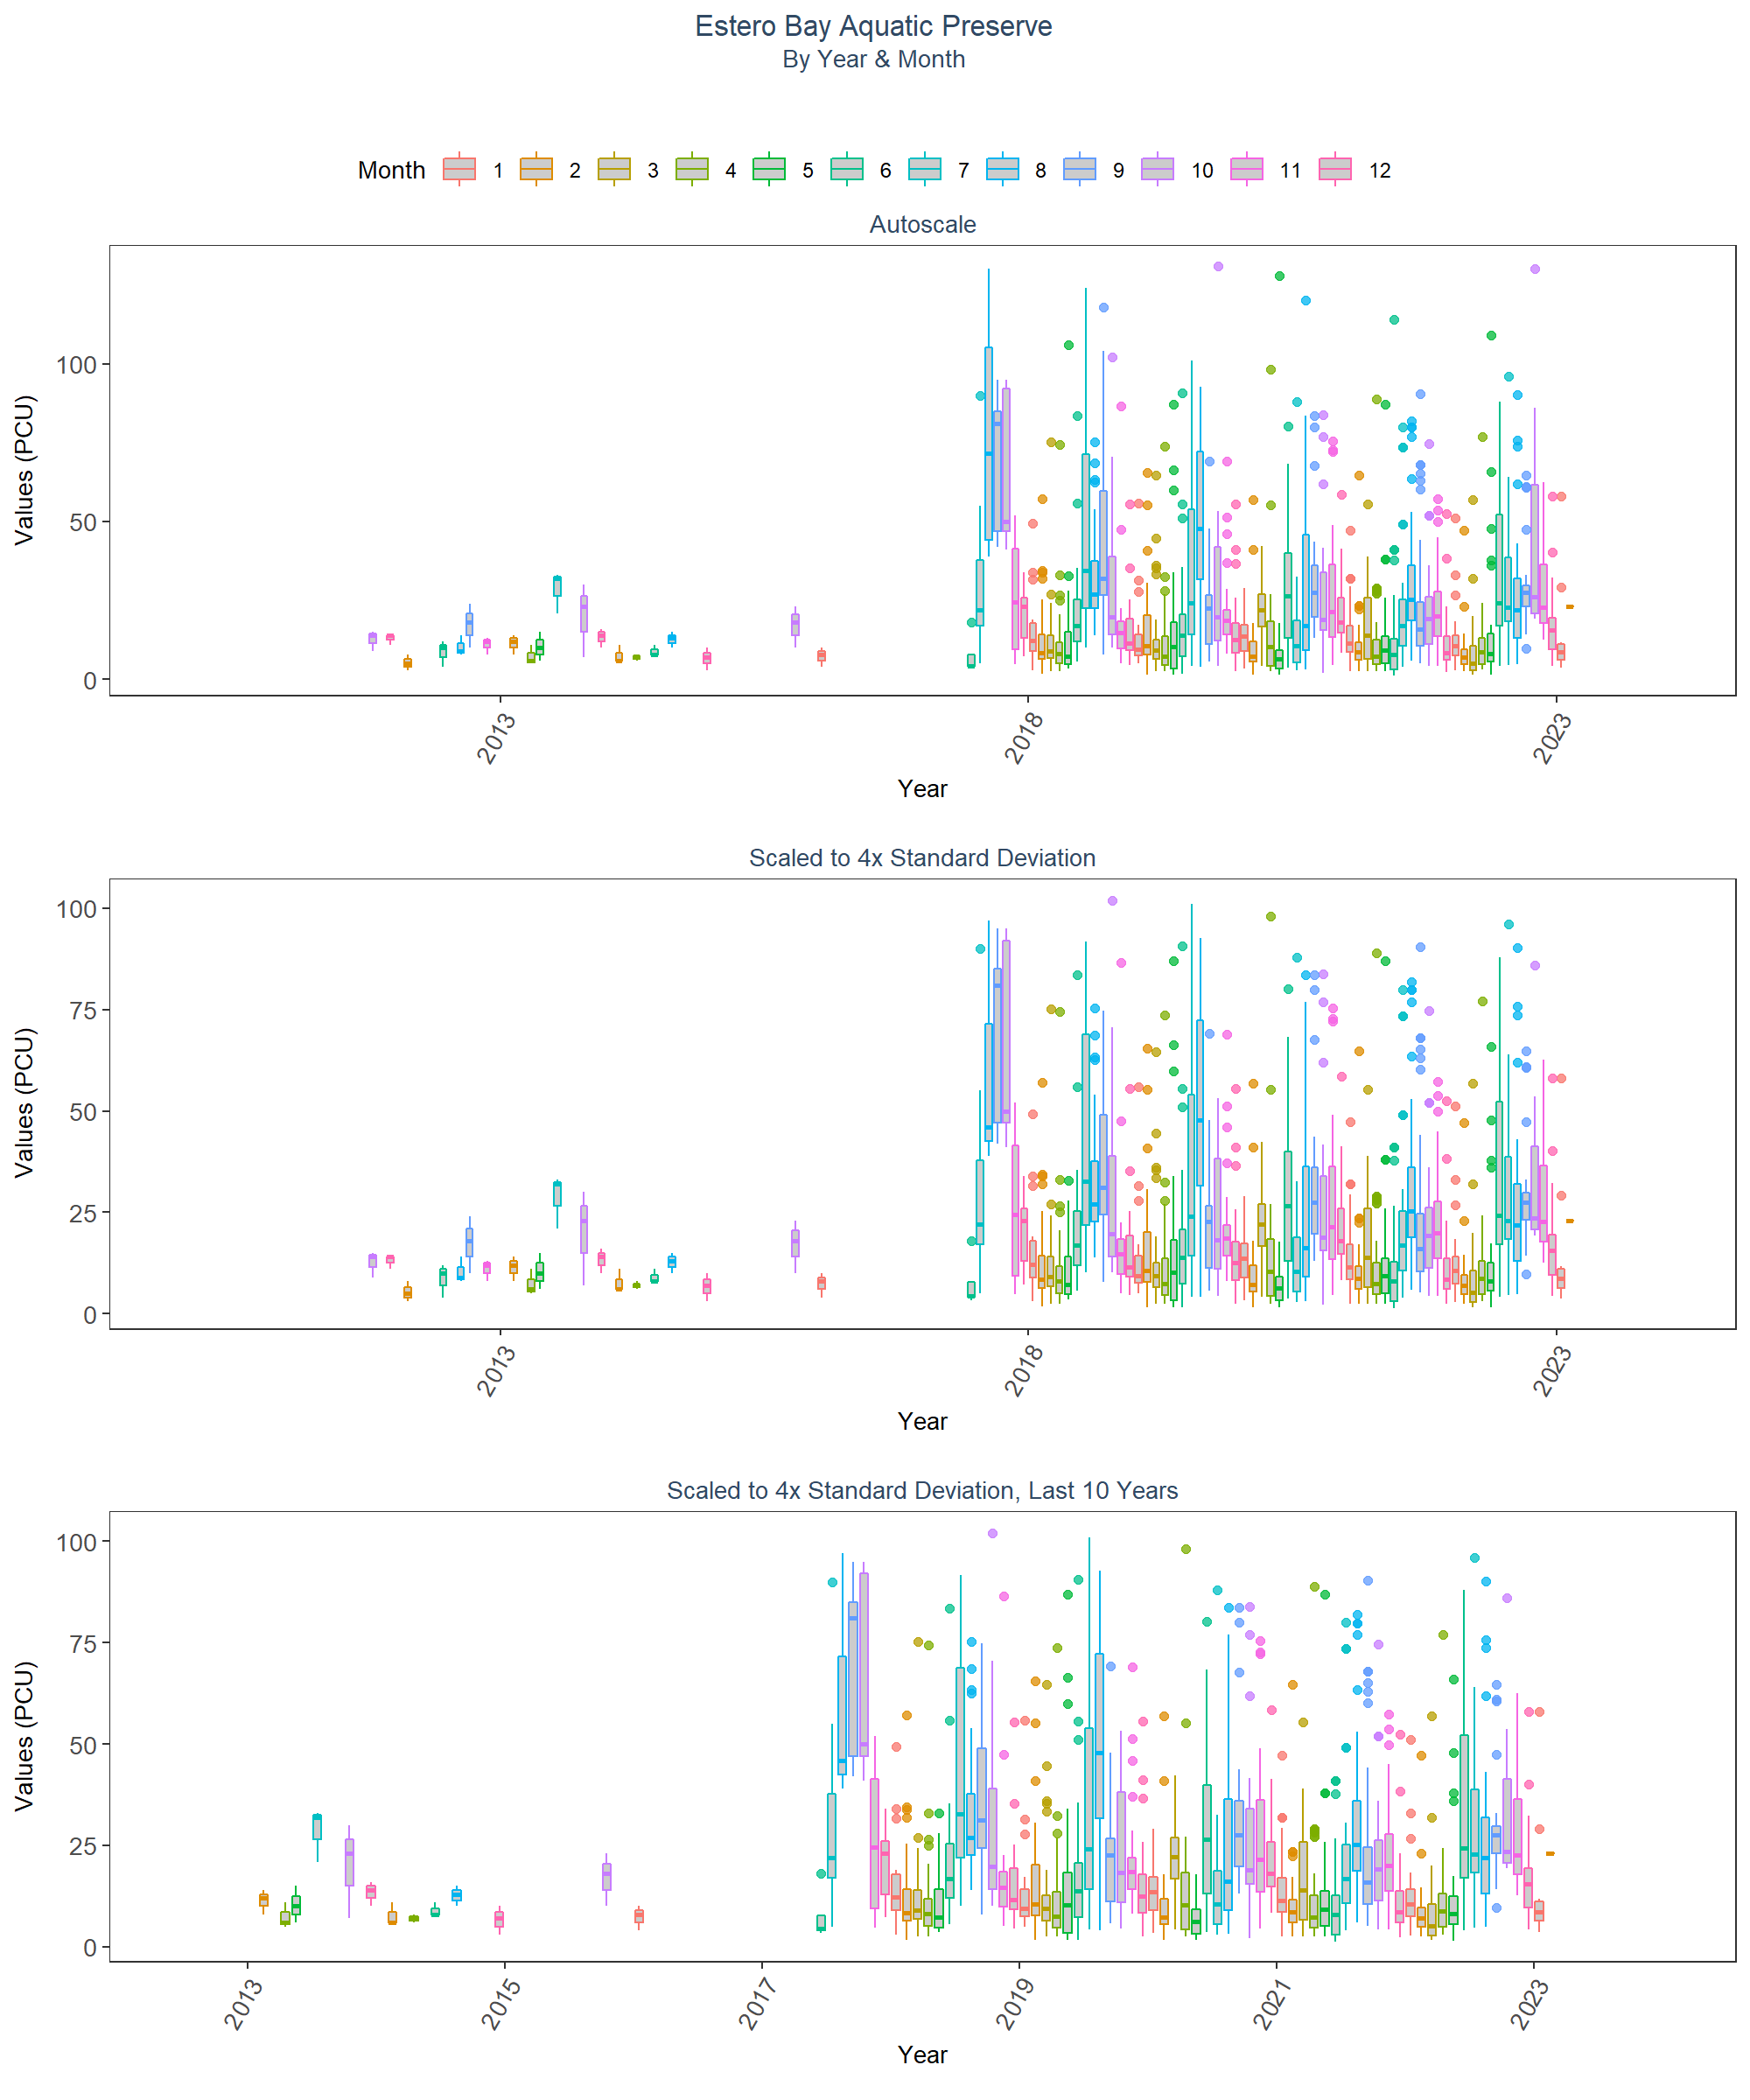 Estero Bay Aquatic Preserve
By Year & Month
Month 1 2 3 4 5 6 7 8 9 10 11 12
Autoscale
Values (PCU)
100
50
0
2013 2018 2023
Year
Scaled to 4x Standard Deviation
Values (PCU)
100
75
50
25
0
2013 2018 2023
Year
Scaled to 4x Standard Deviation, Last 10 Years
Values (PCU)
100
75
50
25
0
2013 2015 2017 2019 2021 2023
Year